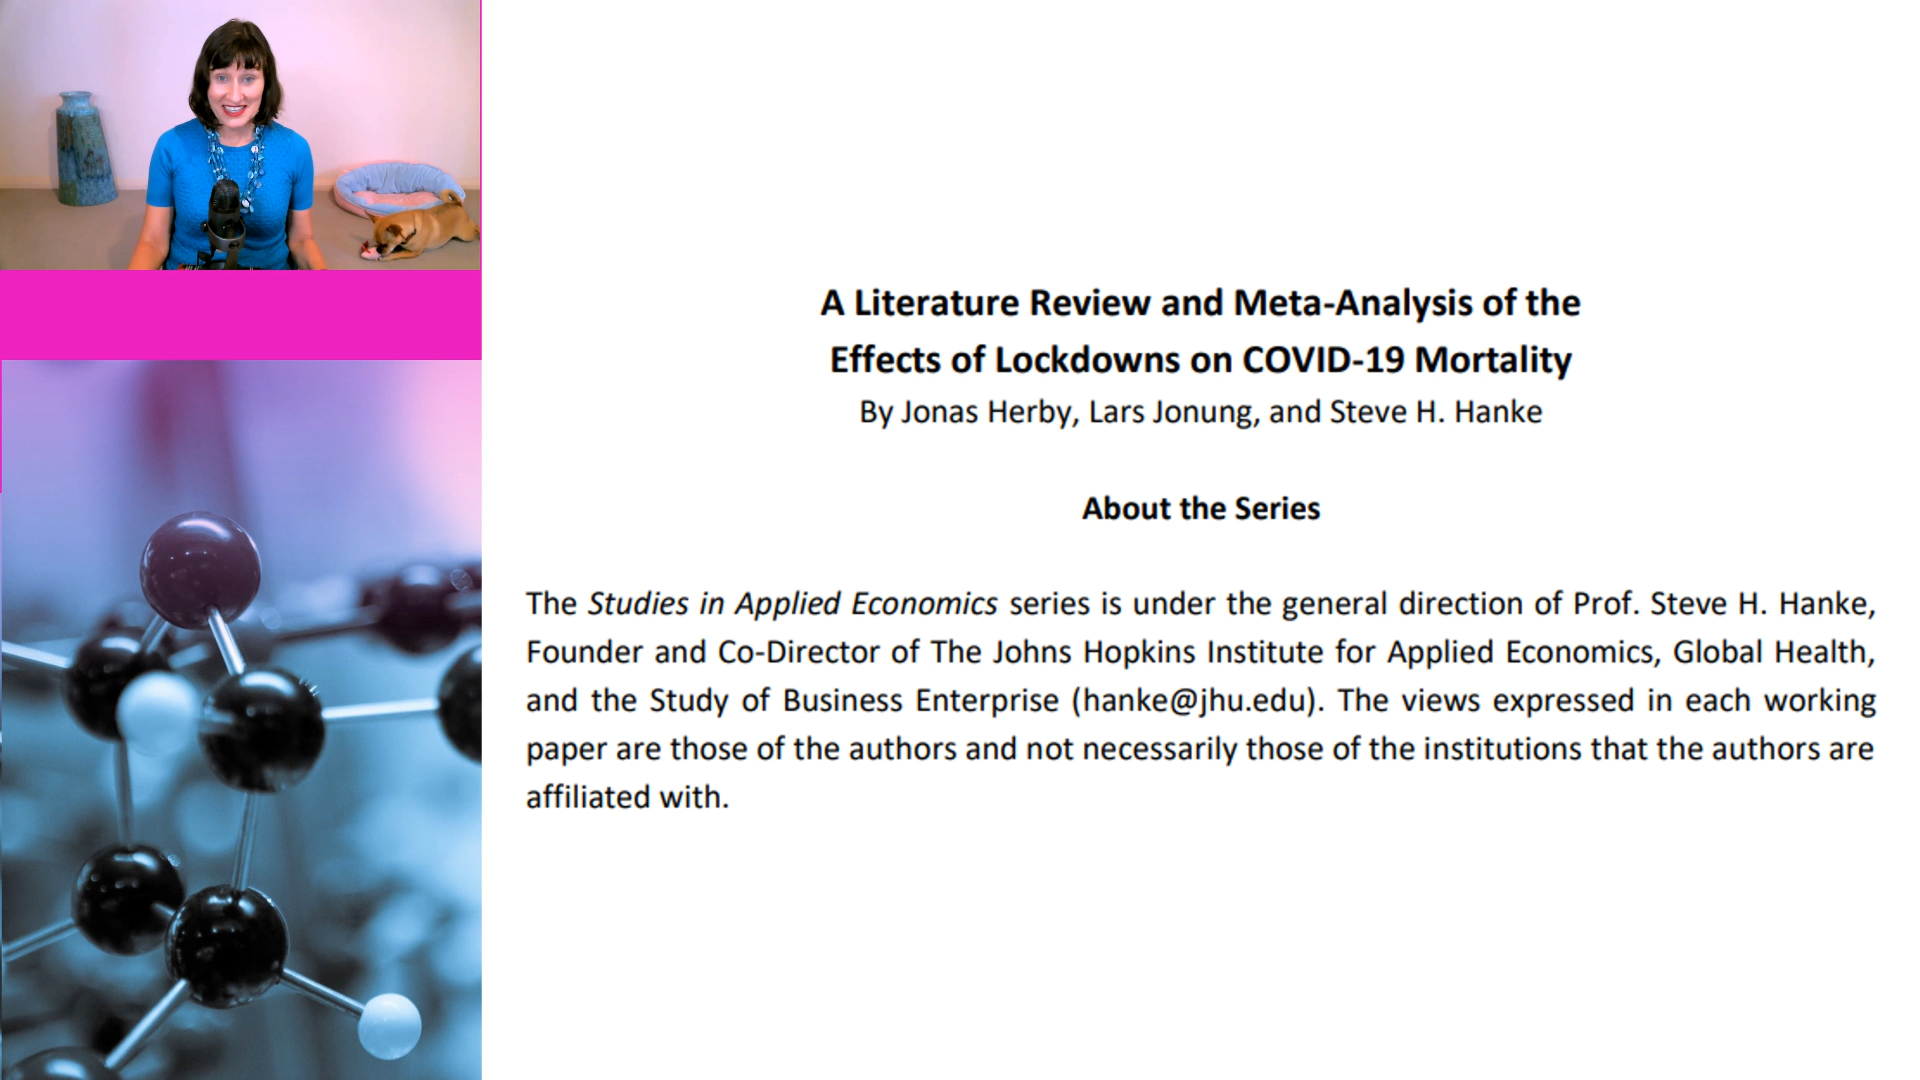 A Literature Review and Meta-Analysis of the
Effects of Lockdowns on COVID-19 Mortality
By Jonas Herby, Lars Jonung, and Steve H. Hanke
About the Series
The Studies in Applied Economics series is under the general direction of Prof. Steve H. Hanke,
Founder and Co-Director of The Johns Hopkins Institute for Applied Economics, Global Health,
and the Study of Business Enterprise (hanke@jhu.edu). The views expressed in each working
paper are those of the authors and not necessarily those of the institutions that the authors are
affiliated with.